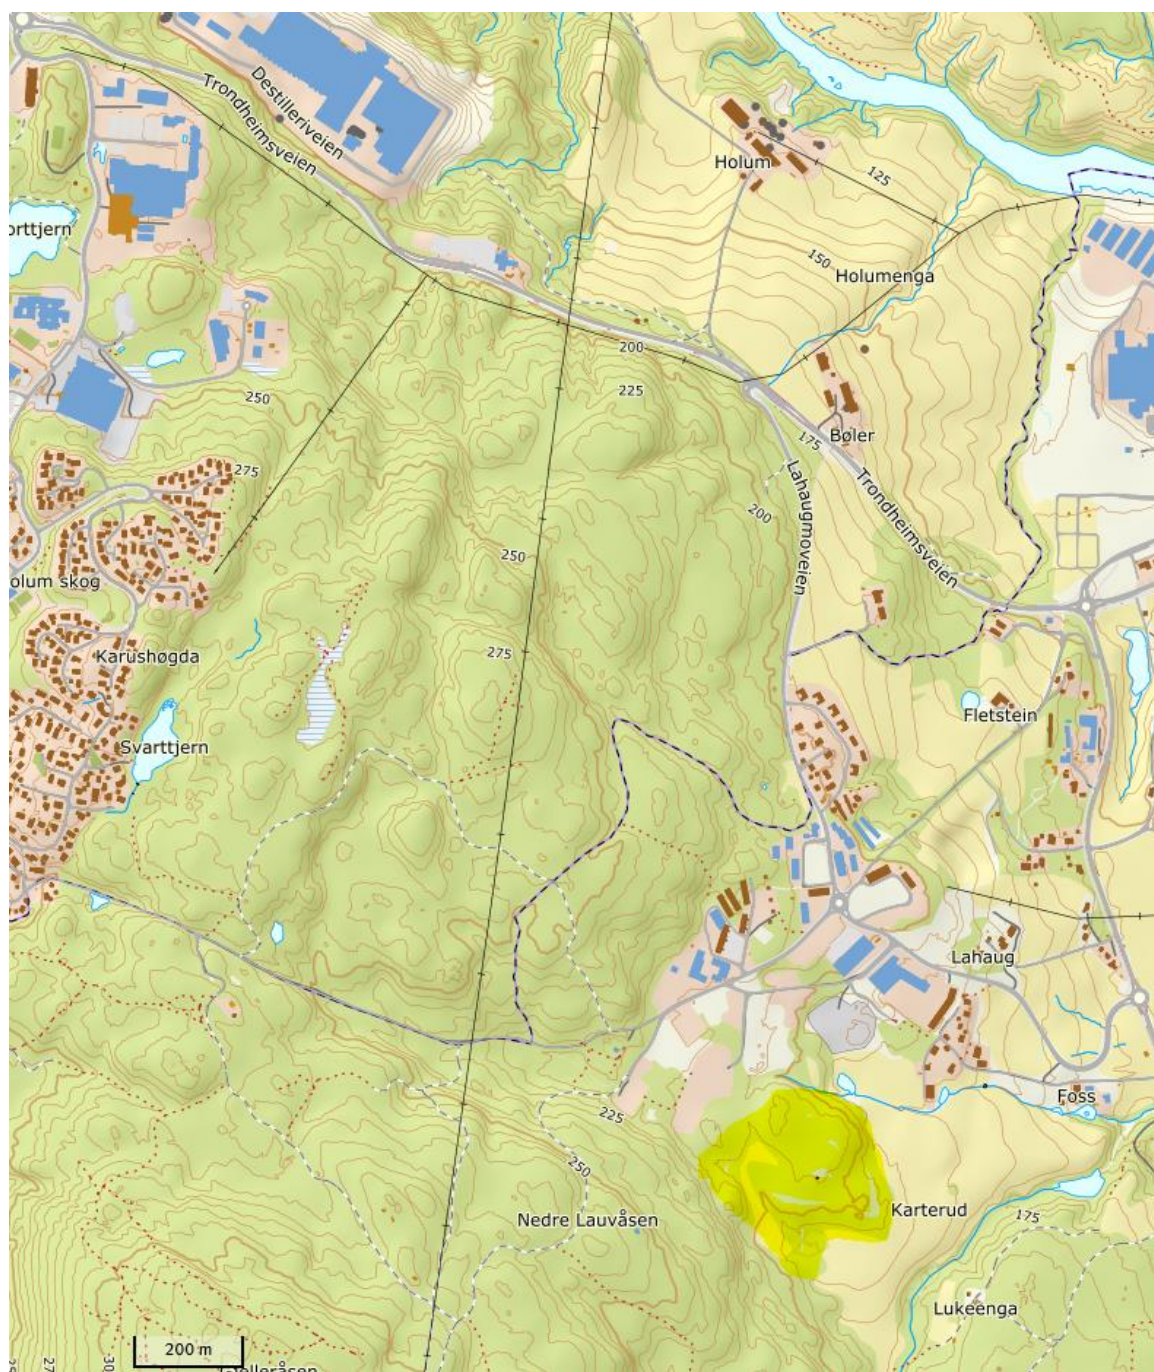 Destilleriveien
Trondheimsveien
Holum
125
orttjern
150
Holumenga
200
225
250
Bøler
175
275
Lahaugmoveien
Trondheimsveien
200
250
olum skog
Karushøgda
275
Fletstein
Svarttjern
Lahaug
Foss
225
250
Karterud
Nedre Lauvåsen
175
Lukeenga
200 m